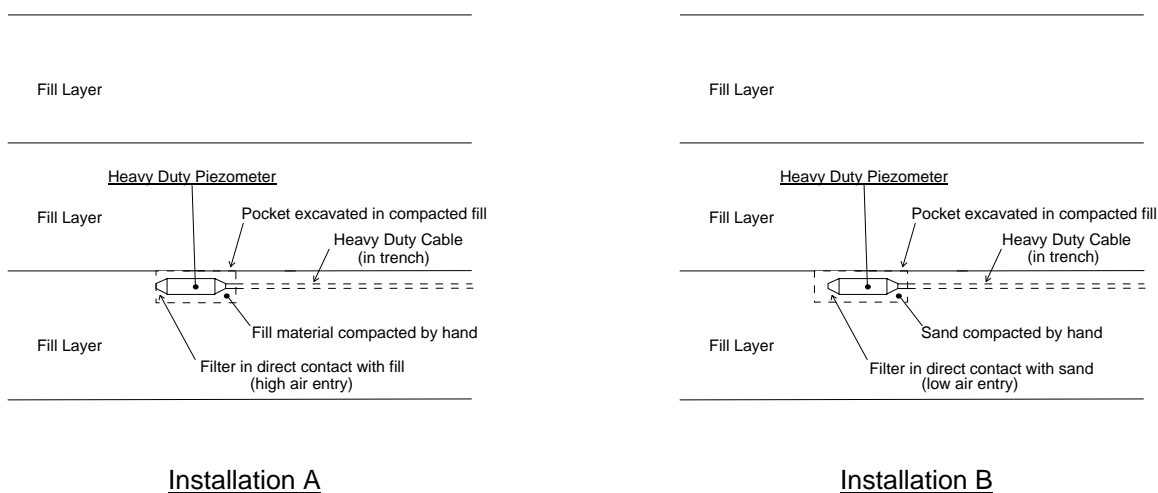 Fill Layer
Heavy Duty Piezometer
Fill Layer
Pocket excavated in compacted fill
Heavy Duty Cable
(in trench)
Fill material compacted by hand
Fill Layer
Filter in direct contact with fill
(high air entry)
Installation A
Fill Layer
Heavy Duty Piezometer
Fill Layer
Pocket excavated in compacted fill
Heavy Duty Cable
(in trench)
Sand compacted by hand
Fill Layer
Filter in direct contact with sand
(low air entry)
Installation B